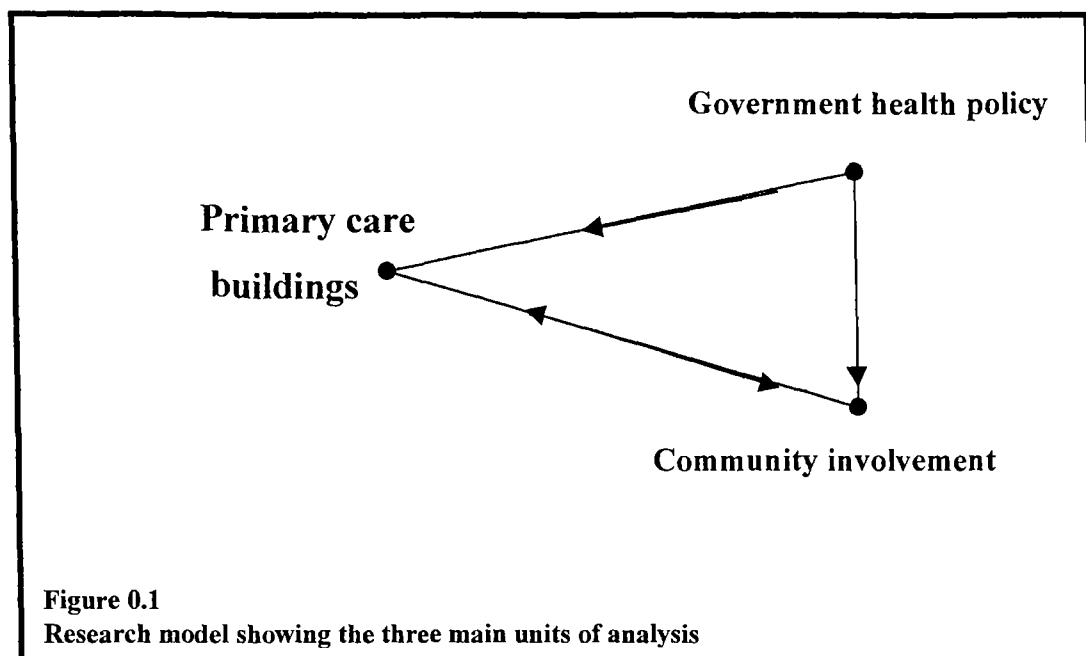 Government health policy
Primary care
buildings
Community involvement
Figure 0.1
Research model showing the three main units of analysis